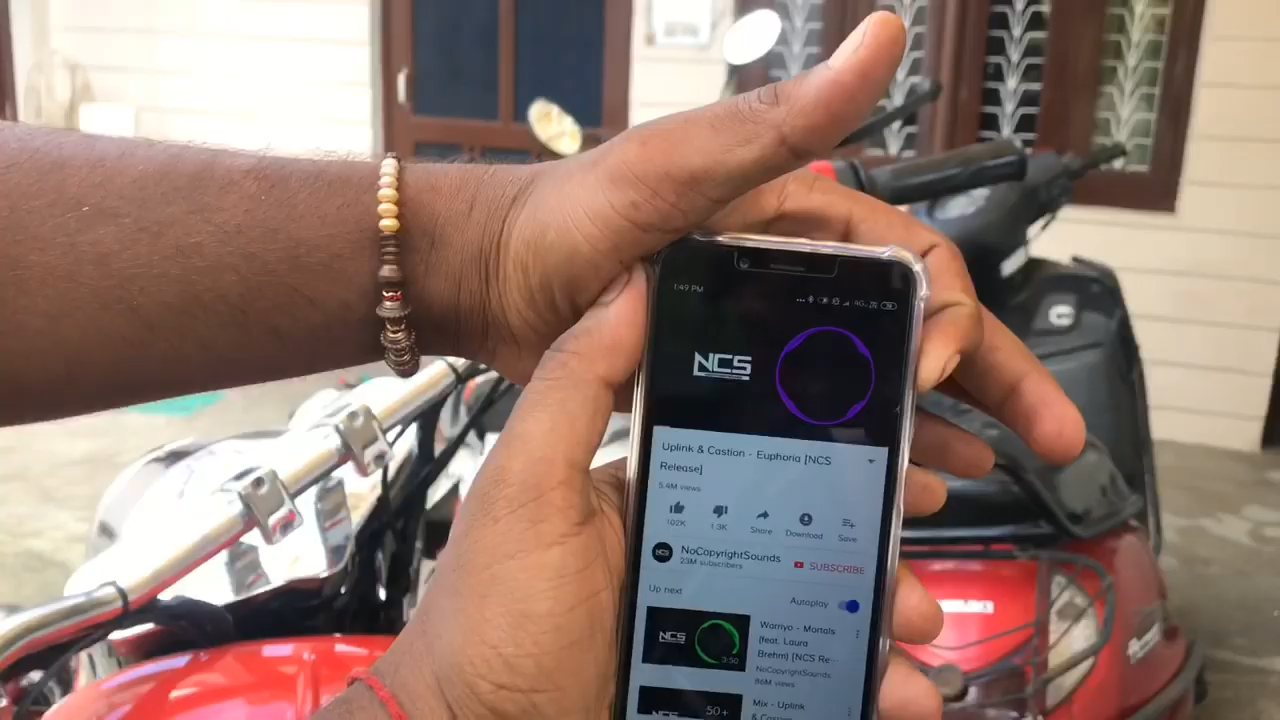 1:49 PM
4G
NCS
Uplink & Castion - Euphoria [NCS
Release]
5.4M views
102K
1.3K
Share
Download
Save
NoCopyrightSounds
23M subscribers
SUBSCRIBE
Up next
Autoplay
NCS
3:50
Warriyo - Mortals
(feat. Laura
Brehm) [NCS Re...
NoCopyrightSounds
86M views
50+
Mix - Uplink